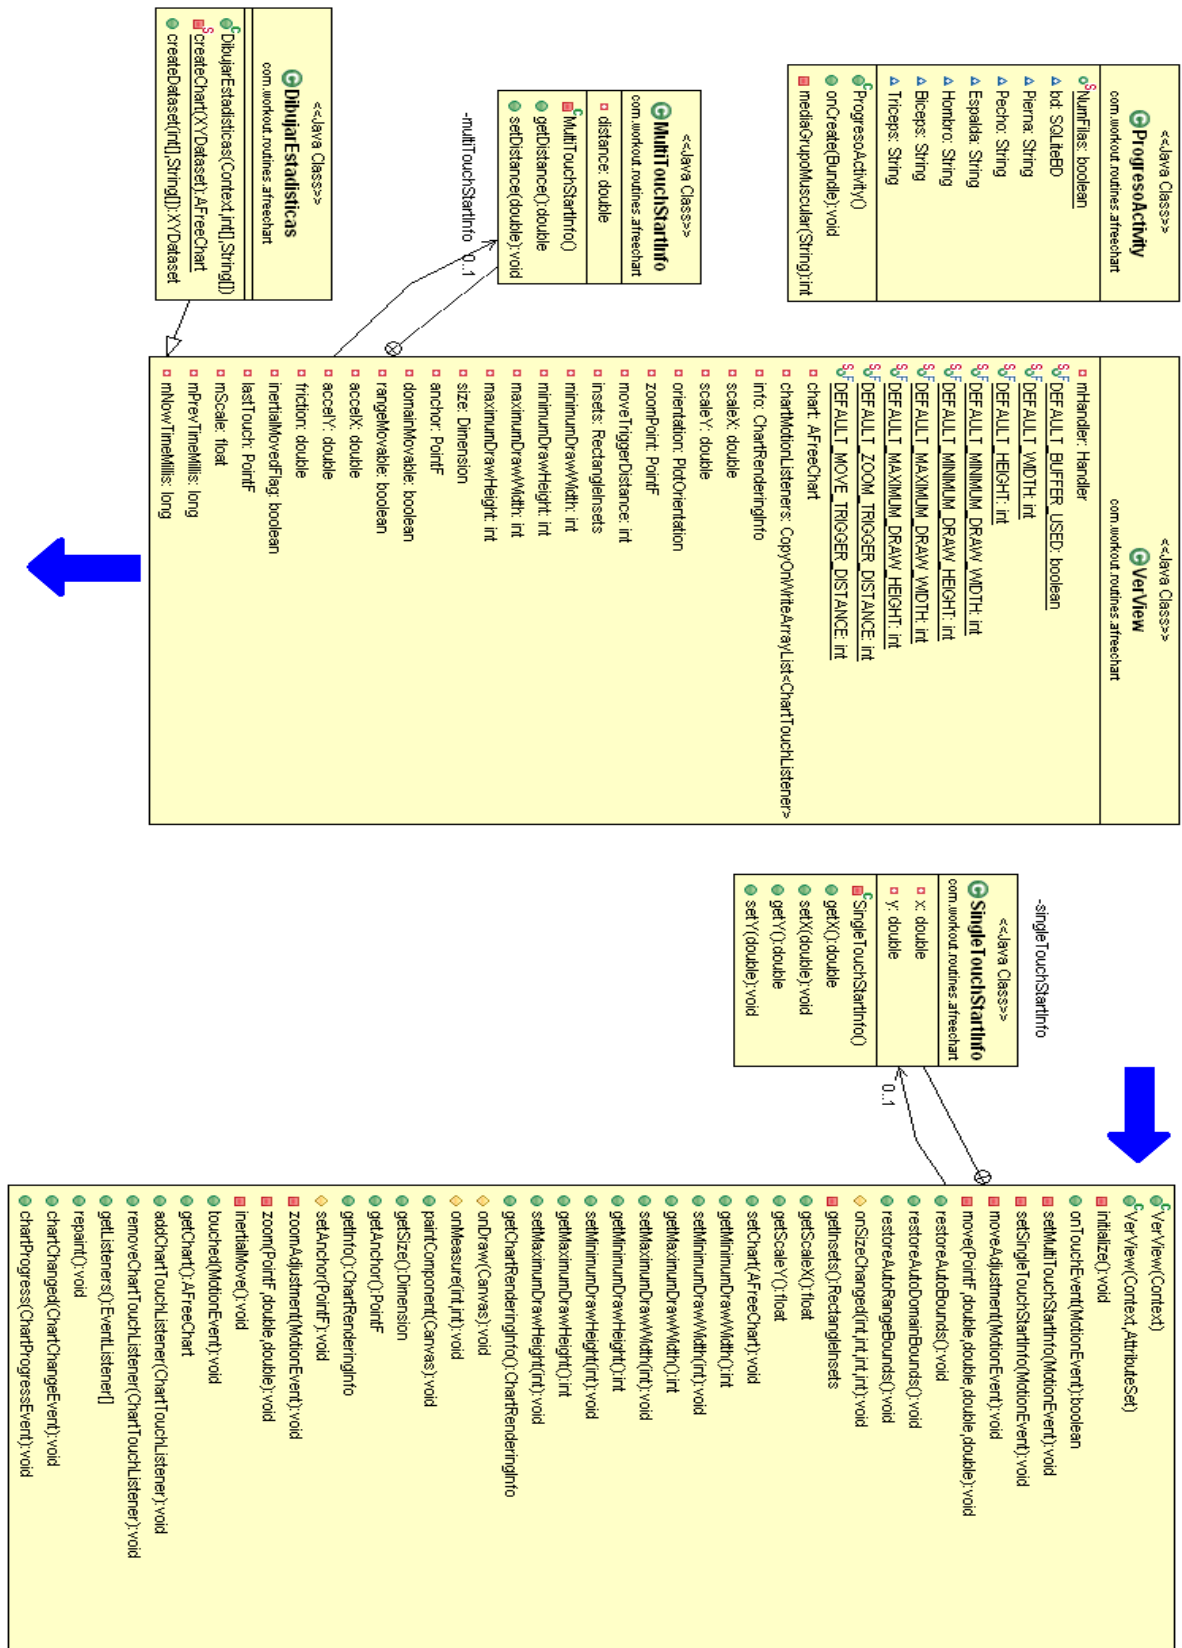 <<Java Class>>
ProgresoActivity
com.workout.routines.afreechart
NumFilas: boolean
bd: SQLiteBD
Pierna: String
Pecho: String
Espalda: String
Hombro: String
Biceps: String
Triceps: String
ProgresoActivity()
onCreate(Bundle):void
mediaGrupoMuscular(String):int
<<Java Class>>
MultiTouchStartInfo
com.workout.routines.afreechart
distance: double
MultiTouchStartInfo()
getDistance():double
setDistance(double):void
-multiTouchStartInfo
0..1
<<Java Class>>
DibujarEstadisticas
com.workout.routines.afreechart
DibujarEstadisticas(Context,int[],String[])
createChart(XYDataset):AFreeChart
createDataset(int[],String[]):XYDataset
<<Java Class>>
VerView
com.workout.routines.afreechart
mHandler: Handler
DEFAULT_BUFFER_USED: boolean
DEFAULT_WIDTH: int
DEFAULT_HEIGHT: int
DEFAULT_MINIMUM_DRAW_WIDTH: int
DEFAULT_MINIMUM_DRAW_HEIGHT: int
DEFAULT_MAXIMUM_DRAW_WIDTH: int
DEFAULT_MAXIMUM_DRAW_HEIGHT: int
DEFAULT_ZOOM_TRIGGER_DISTANCE: int
DEFAULT_MOVE_TRIGGER_DISTANCE: int
chart: AFreeChart
chartMotionListeners: CopyOnWriteArrayList<ChartTouchListener>
info: ChartRenderingInfo
scaleX: double
scaleY: double
orientation: PlotOrientation
zoomPoint: PointF
moveTriggerDistance: int
insets: RectangleInsets
minimumDrawWidth: int
minimumDrawHeight: int
maximumDrawWidth: int
maximumDrawHeight: int
size: Dimension
anchor: PointF
domainMovable: boolean
rangeMovable: boolean
accelX: double
accelY: double
friction: double
inertialMovedFlag: boolean
lastTouch: PointF
mScale: float
mPrevTimeMillis: long
mNowTimeMillis: long
-singleTouchStartInfo
<<Java Class>>
SingleTouchStartInfo
com.workout.routines.afreechart
x: double
y: double
SingleTouchStartInfo()
getX():double
setX(double):void
getY():double
setY(double):void
0..1
VerView(Context)
VerView(Context,AttributeSet)
initialize():void
onTouchEvent(MotionEvent):boolean
setMultiTouchStartInfo(MotionEvent):void
setSingleTouchStartInfo(MotionEvent):void
moveAdjustment(MotionEvent):void
move(PointF,double,double,double):void
restoreAutoBounds():void
restoreAutoDomainBounds():void
restoreAutoRangeBounds():void
onSizeChanged(int,int,int,int):void
getInsets():RectangleInsets
getScaleX():float
getScaleY():float
setChart(AFreeChart):void
getMinimumDrawWidth():int
setMinimumDrawWidth(int):void
getMaximumDrawWidth():int
setMaximumDrawWidth(int):void
getMinimumDrawHeight():int
setMinimumDrawHeight(int):void
getMaximumDrawHeight():int
setMaximumDrawHeight(int):void
getChartRenderingInfo():ChartRenderingInfo
onDraw(Canvas):void
onMeasure(int,int):void
paintComponent(Canvas):void
getSize():Dimension
getAnchor():PointF
getInfo():ChartRenderingInfo
setAnchor(PointF):void
zoomAdjustment(MotionEvent):void
zoom(PointF,double,double):void
inertialMove():void
touched(MotionEvent):void
getChart():AFreeChart
addChartTouchListener(ChartTouchListener):void
removeChartTouchListener(ChartTouchListener):void
getListeners():EventListener[]
repaint():void
chartChanged(ChartChangeEvent):void
chartProgress(ChartProgressEvent):void